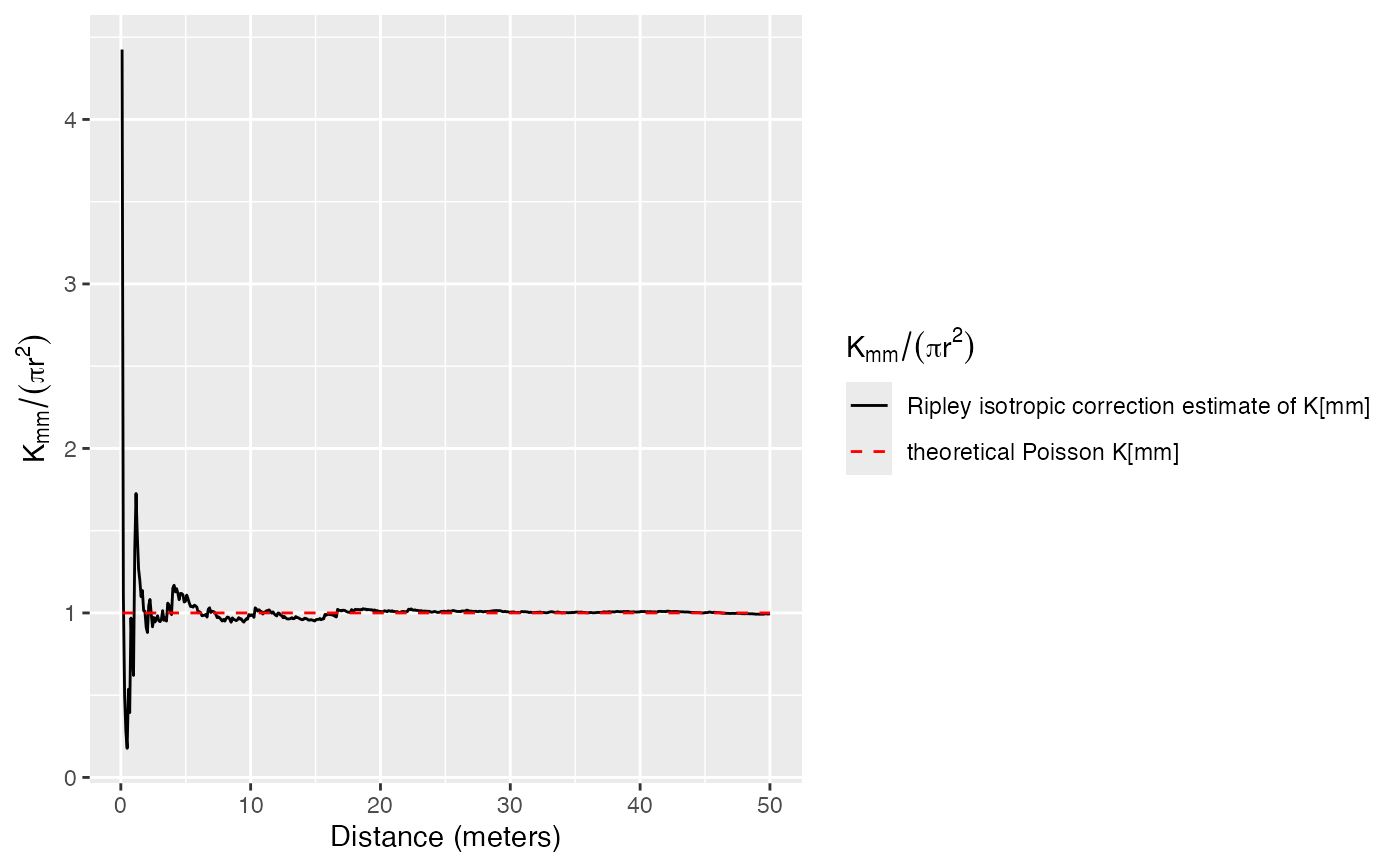 4
3
2
1
0
0 10 20 30 40 50
Distance (meters)
Kmm/(πr²)
Kmm/(πr²)
Ripley isotropic correction estimate of K[mm]
theoretical Poisson K[mm]